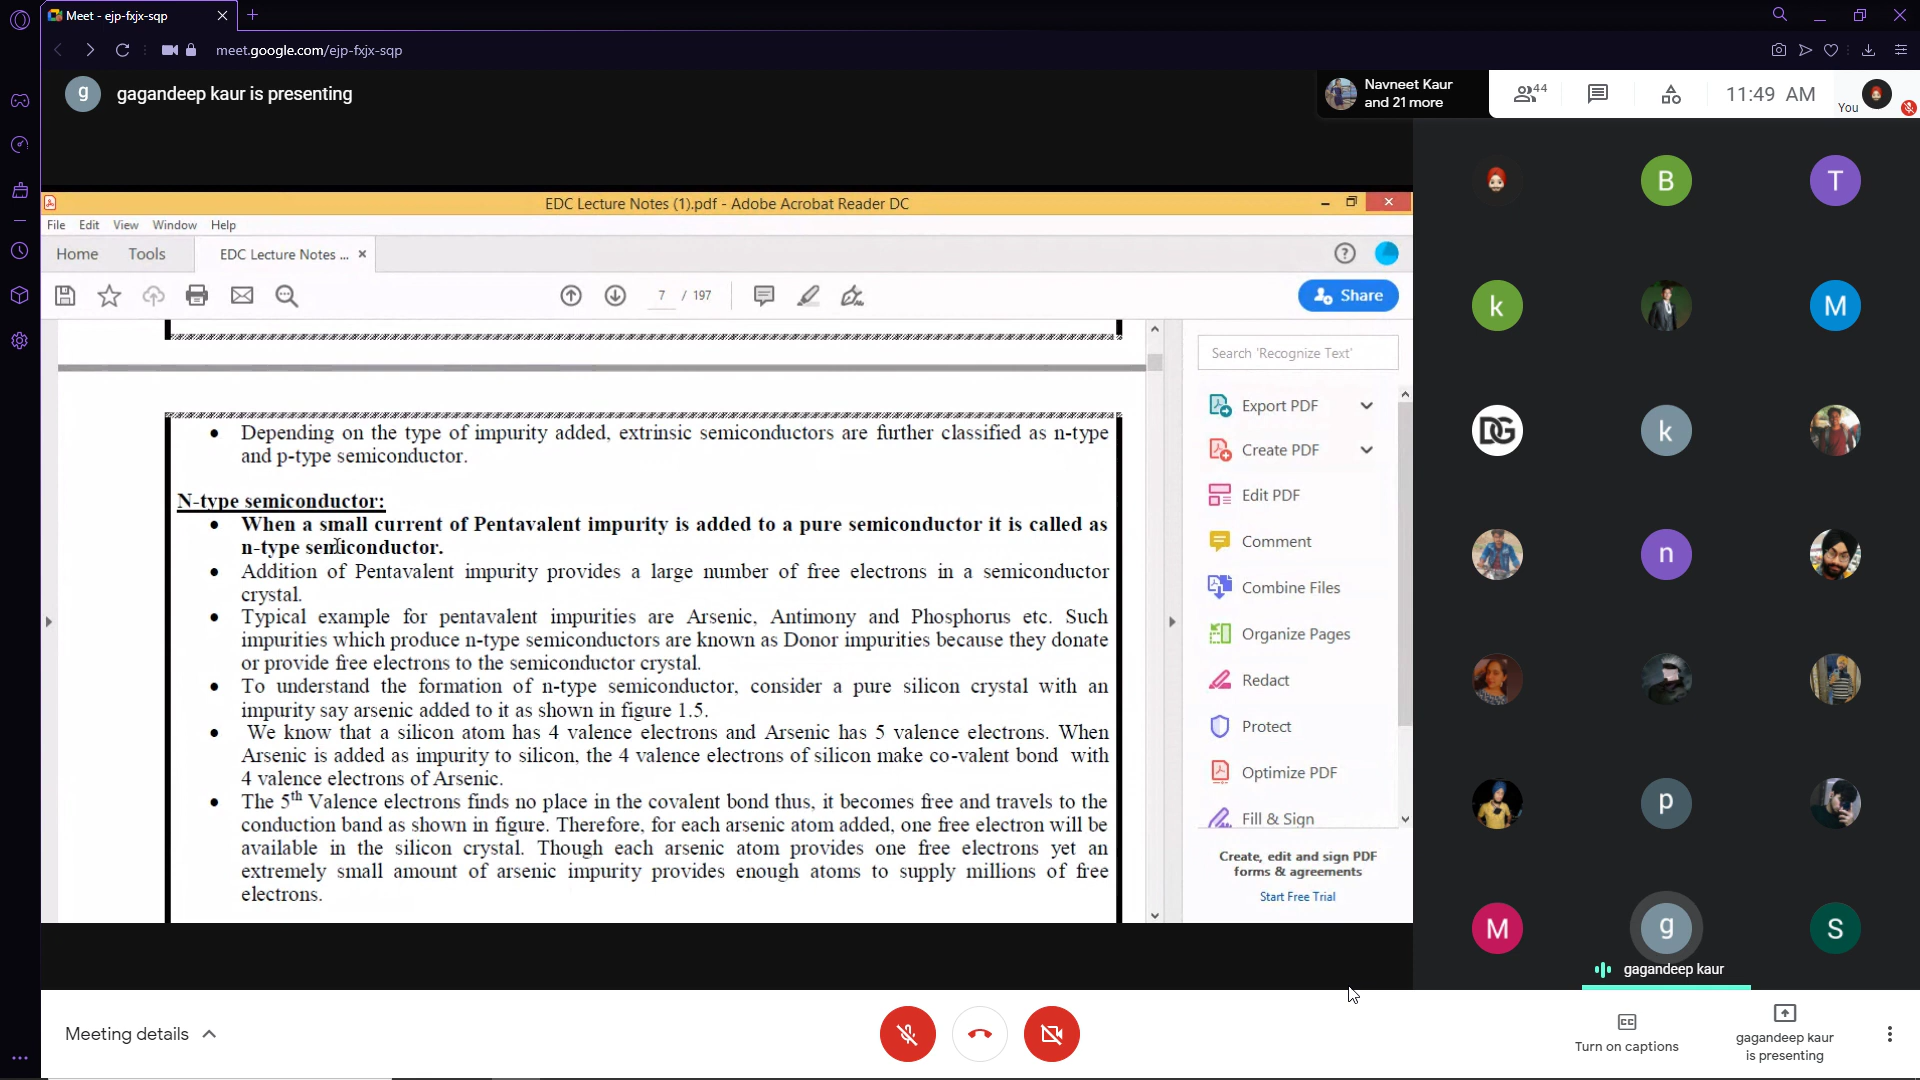 Meet - ejp-fxjx-sqp
meet.google.com/ejp-fxjx-sqp
g
gagandeep kaur is presenting
Navneet Kaur
and 21 more
44
11:49 AM
You
EDC Lecture Notes (1).pdf - Adobe Acrobat Reader DC
File Edit View Window Help
Home Tools EDC Lecture Notes ...
7 / 197
Share
• Depending on the type of impurity added, extrinsic semiconductors are further classified as n-type
and p-type semiconductor.
N-type semiconductor:
• When a small current of Pentavalent impurity is added to a pure semiconductor it is called as
n-type semiconductor.
• Addition of Pentavalent impurity provides a large number of free electrons in a semiconductor
crystal.
• Typical example for pentavalent impurities are Arsenic, Antimony and Phosphorus etc. Such
impurities which produce n-type semiconductors are known as Donor impurities because they donate
or provide free electrons to the semiconductor crystal.
• To understand the formation of n-type semiconductor, consider a pure silicon crystal with an
impurity say arsenic added to it as shown in figure 1.5.
• We know that a silicon atom has 4 valence electrons and Arsenic has 5 valence electrons. When
Arsenic is added as impurity to silicon, the 4 valence electrons of silicon make co-valent bond with
4 valence electrons of Arsenic.
• The 5th Valence electrons finds no place in the covalent bond thus, it becomes free and travels to the
conduction band as shown in figure. Therefore, for each arsenic atom added, one free electron will be
available in the silicon crystal. Though each arsenic atom provides one free electrons yet an
extremely small amount of arsenic impurity provides enough atoms to supply millions of free
electrons.
Search 'Recognize Text'
Export PDF
Create PDF
Edit PDF
Comment
Combine Files
Organize Pages
Redact
Protect
Optimize PDF
Fill & Sign
Create, edit and sign PDF
forms & agreements
Start Free Trial
B T
k M
DG k
n
p
M g S
gagandeep kaur
Meeting details
Turn on captions
gagandeep kaur
is presenting